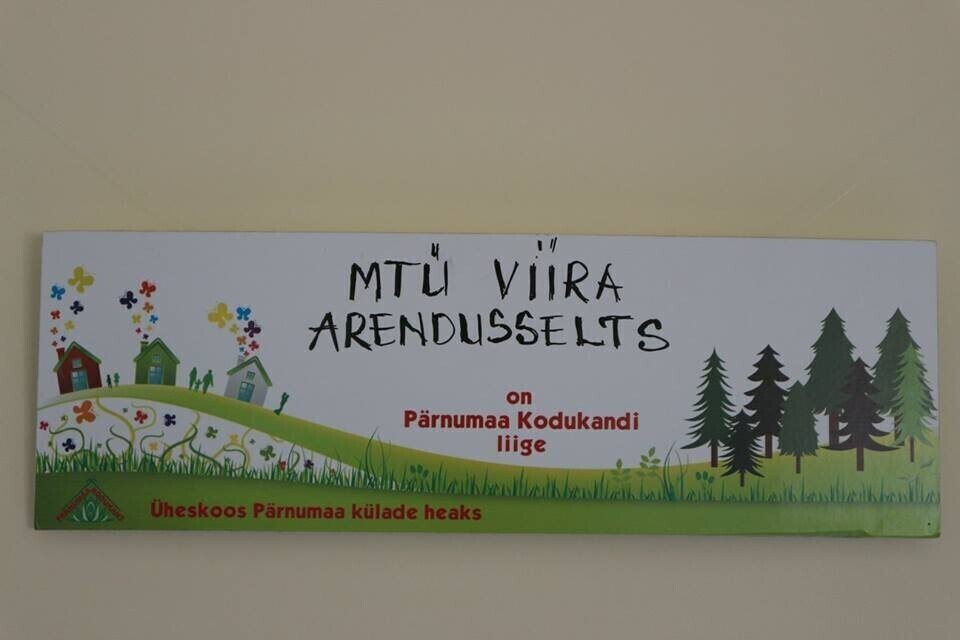 MTÜ VIIRA
ARENDUSSELTS
on
Pärnumaa Kodukandi
liige
Üheskoos Pärnumaa külade heaks